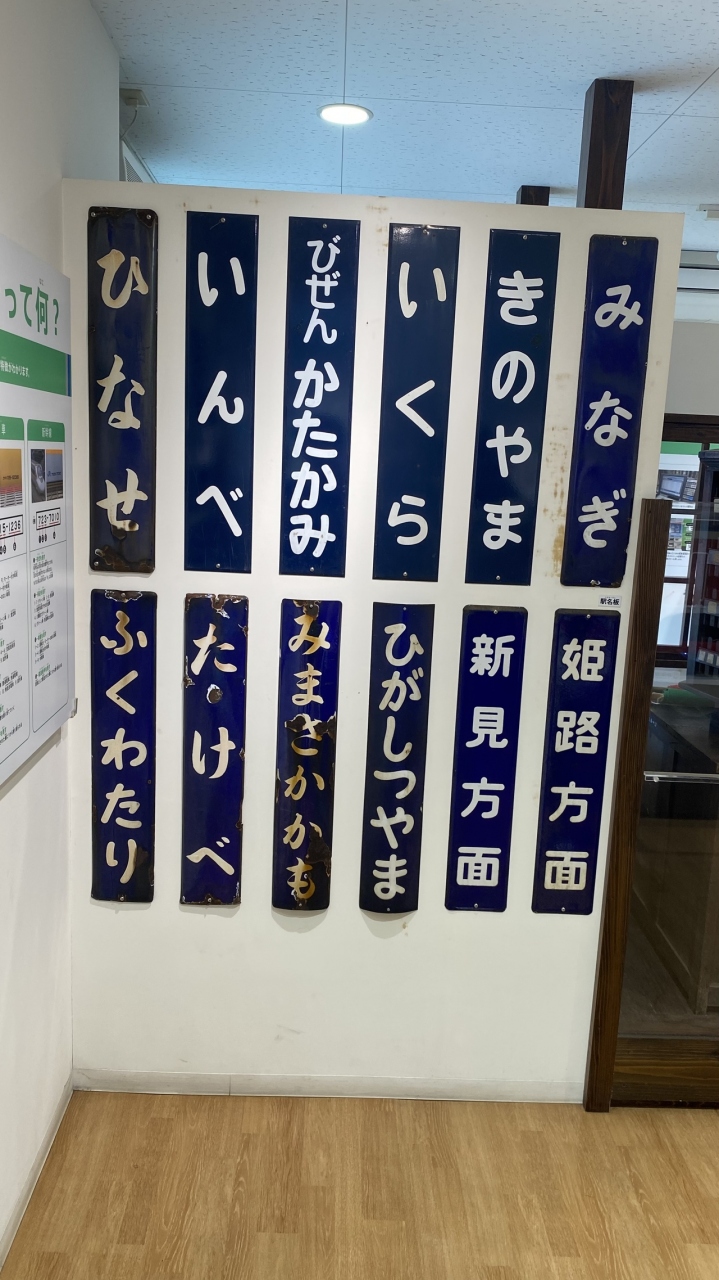 って何？
ひなせ
いんべ
びぜんかたかみ
いくら
きのやま
みなぎ
駅名板
ふくわたり
たけべ
みまさかかも
ひがしつやま
新見方面
姫路方面